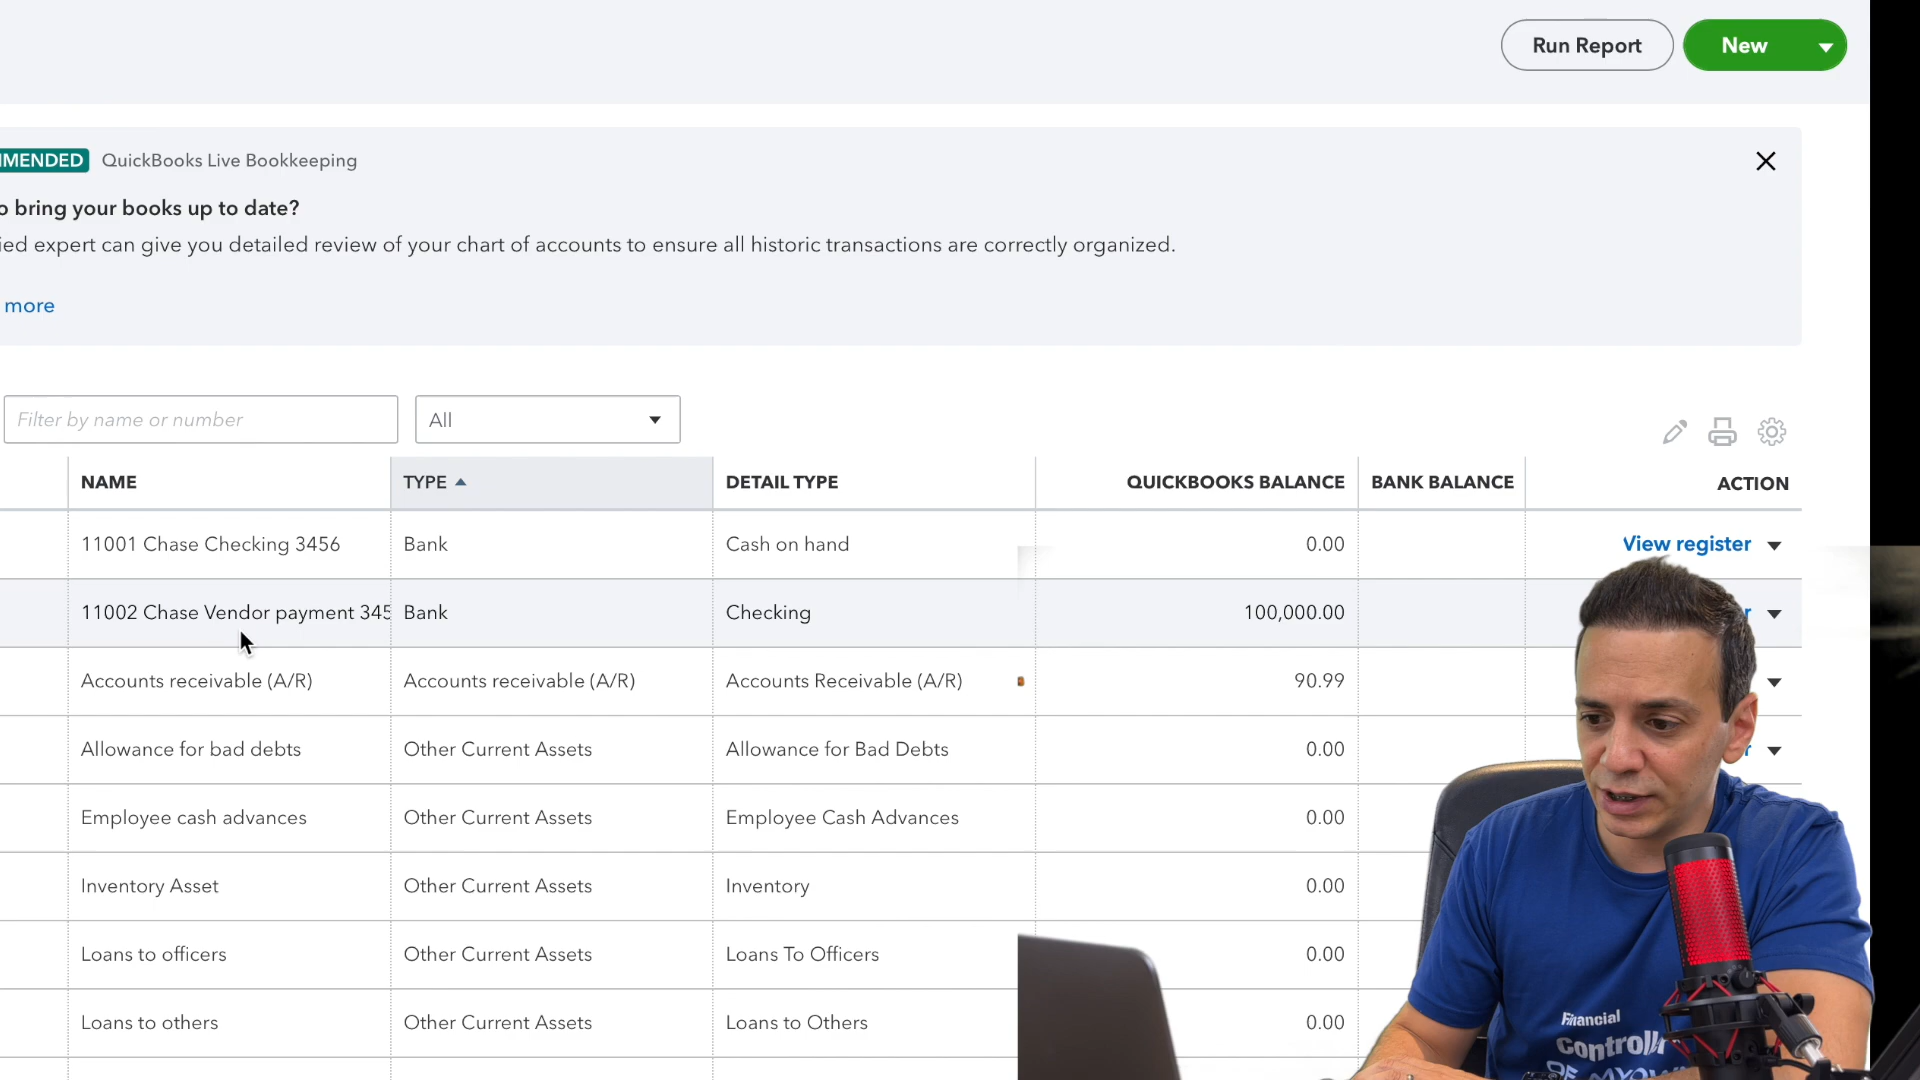 Run Report New
MMENDED QuickBooks Live Bookkeeping
o bring your books up to date?
ied expert can give you detailed review of your chart of accounts to ensure all historic transactions are correctly organized.
more
Filter by name or number All
NAME TYPE DETAIL TYPE QUICKBOOKS BALANCE BANK BALANCE ACTION
11001 Chase Checking 3456 Bank Cash on hand 0.00 View register
11002 Chase Vendor payment 345 Bank Checking 100,000.00 r
Accounts receivable (A/R) Accounts receivable (A/R) Accounts Receivable (A/R) 90.99
Allowance for bad debts Other Current Assets Allowance for Bad Debts 0.00 r
Employee cash advances Other Current Assets Employee Cash Advances 0.00
Inventory Asset Other Current Assets Inventory 0.00
Loans to officers Other Current Assets Loans To Officers 0.00
Loans to others Other Current Assets Loans to Others 0.00
Financial
Controll
OF MY OW